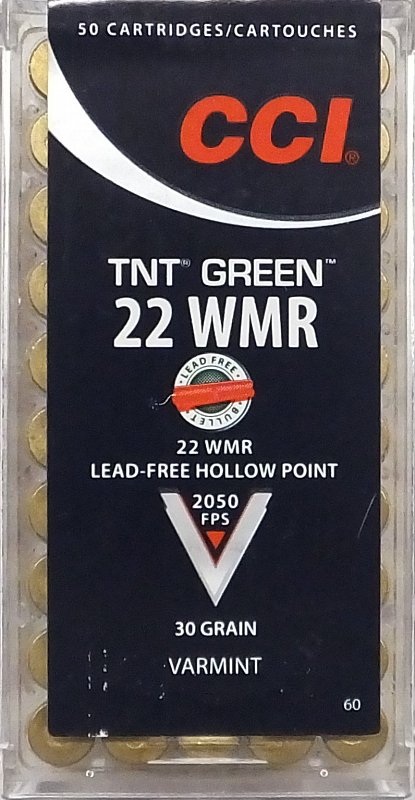 50 CARTRIDGES/CARTOUCHES
CCI®
TNT® GREEN™
22 WMR
LEAD FREE
BULLET
22 WMR
LEAD-FREE HOLLOW POINT
2050
FPS
30 GRAIN
VARMINT
60